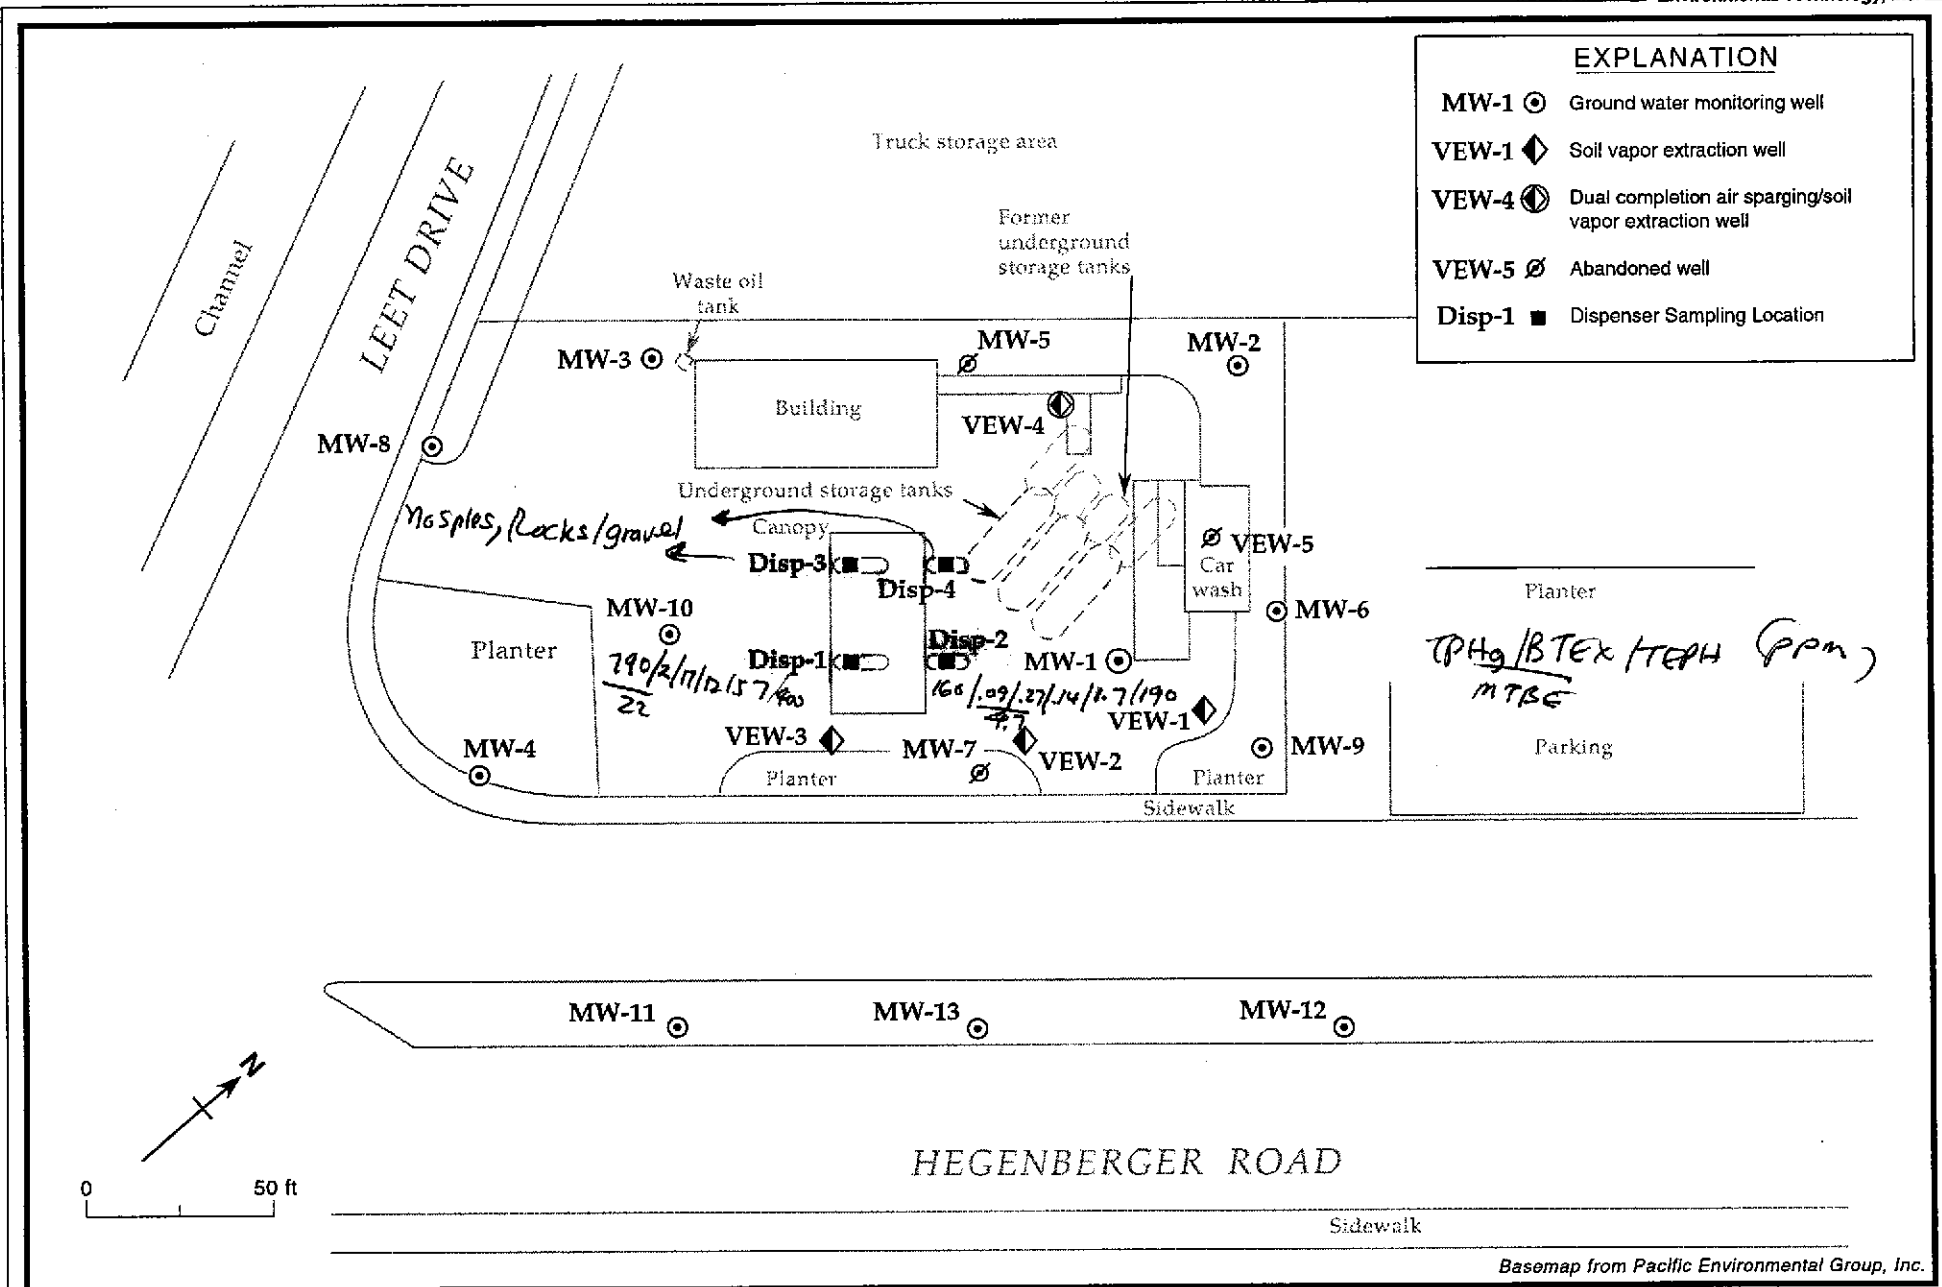 Environmental Technology,
EXPLANATION
MW-1 Ground water monitoring well
VEW-1 Soil vapor extraction well
VEW-4 Dual completion air sparging/soil
vapor extraction well
VEW-5 Abandoned well
Disp-1 Dispenser Sampling Location
Truck storage area
Channel
LEET DRIVE
Former
underground
storage tanks
Waste oil
tank
MW-3
MW-5
MW-2
Building
VEW-4
MW-8
Underground storage tanks
No sples, Rocks/gravel
Canopy
Disp-3
Disp-4
VEW-5
Car
wash
MW-6
Planter
MW-10
Planter
Disp-1
Disp-2
MW-1
TPHg/BTEX/TEPH (ppm)
MTBE
790/2/17/12/57/
22
160/.09/.27/.14/ /190
VEW-1
VEW-3
MW-7
VEW-2
MW-4
MW-9
Parking
Planter
Planter
Sidewalk
MW-11
MW-13
MW-12
N
0 50 ft
HEGENBERGER ROAD
Sidewalk
Basemap from Pacific Environmental Group, Inc.